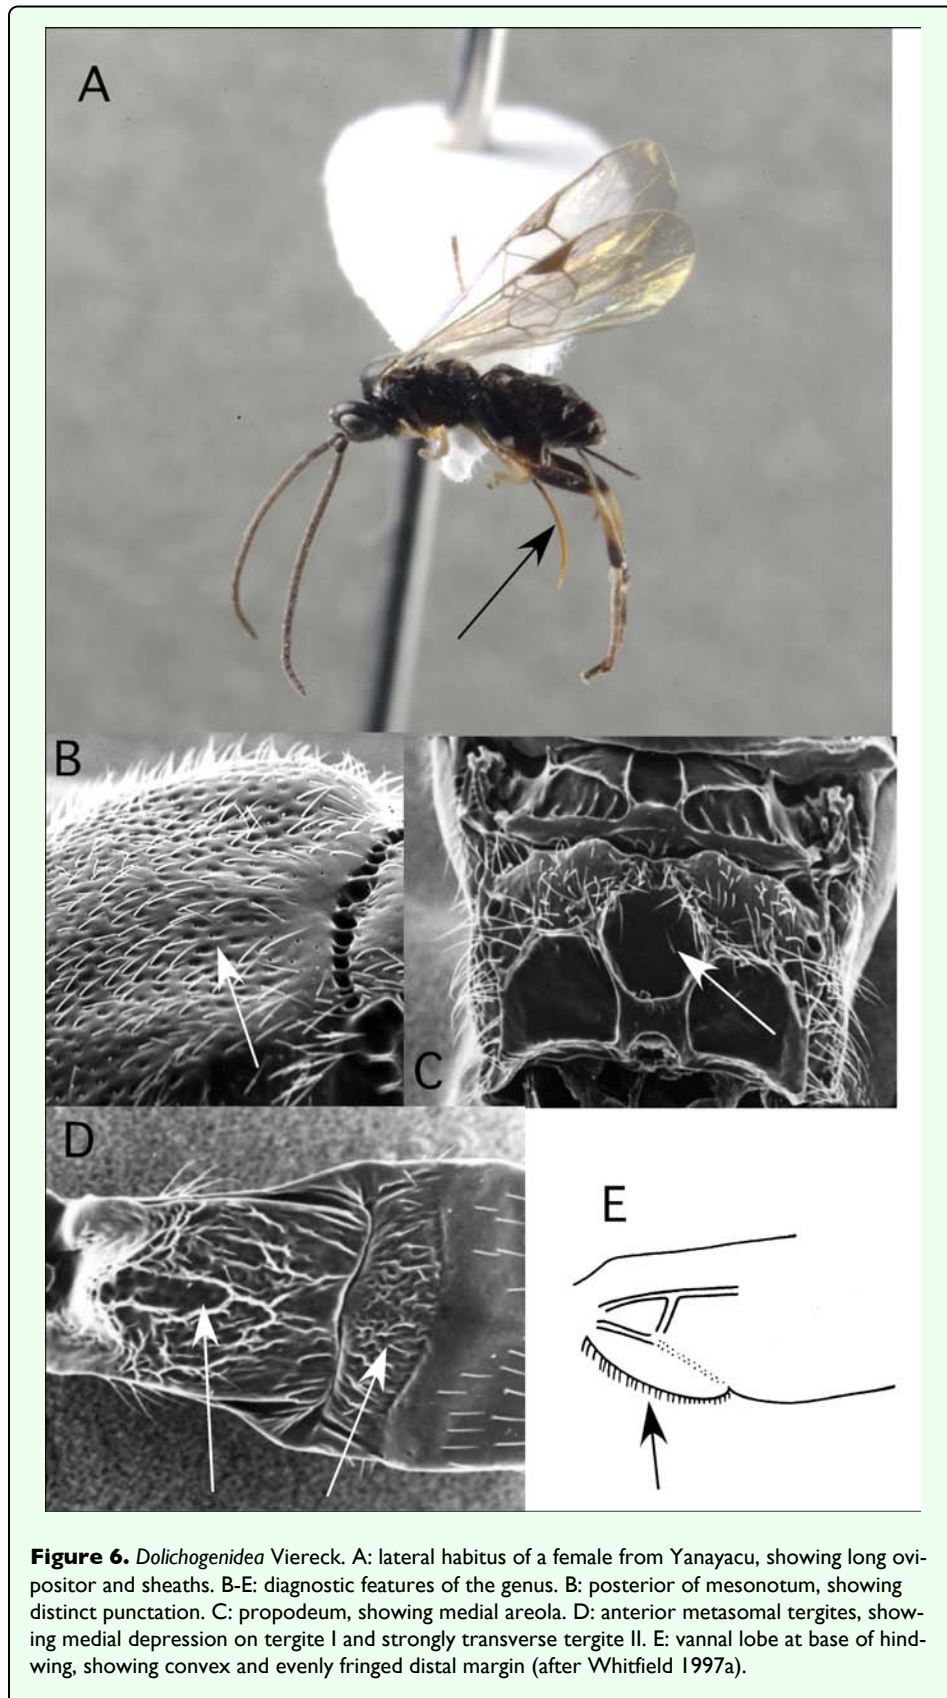 A
B
C
D
E
Figure 6. Dolichogenidea Viereck. A: lateral habitus of a female from Yanayacu, showing long ovi-
positor and sheaths. B-E: diagnostic features of the genus. B: posterior of mesonotum, showing
distinct punctation. C: propodeum, showing medial areola. D: anterior metasomal tergites, show-
ing medial depression on tergite I and strongly transverse tergite II. E: vannal lobe at base of hind-
wing, showing convex and evenly fringed distal margin (after Whitfield 1997a).